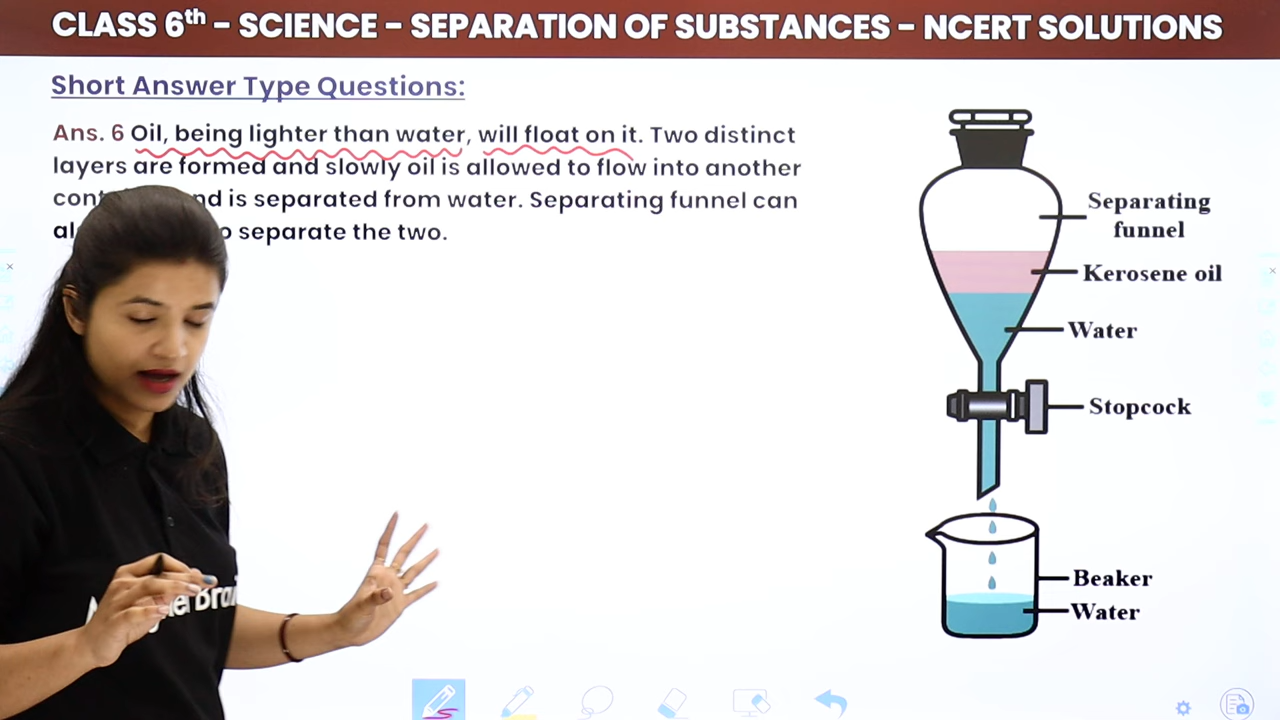 CLASS 6th – SCIENCE – SEPARATION OF SUBSTANCES – NCERT SOLUTIONS
Short Answer Type Questions:
Ans. 6 Oil, being lighter than water, will float on it. Two distinct
layers are formed and slowly oil is allowed to flow into another
and is separated from water. Separating funnel can
separate the two.
Separating
funnel
Kerosene oil
Water
Stopcock
Beaker
Water